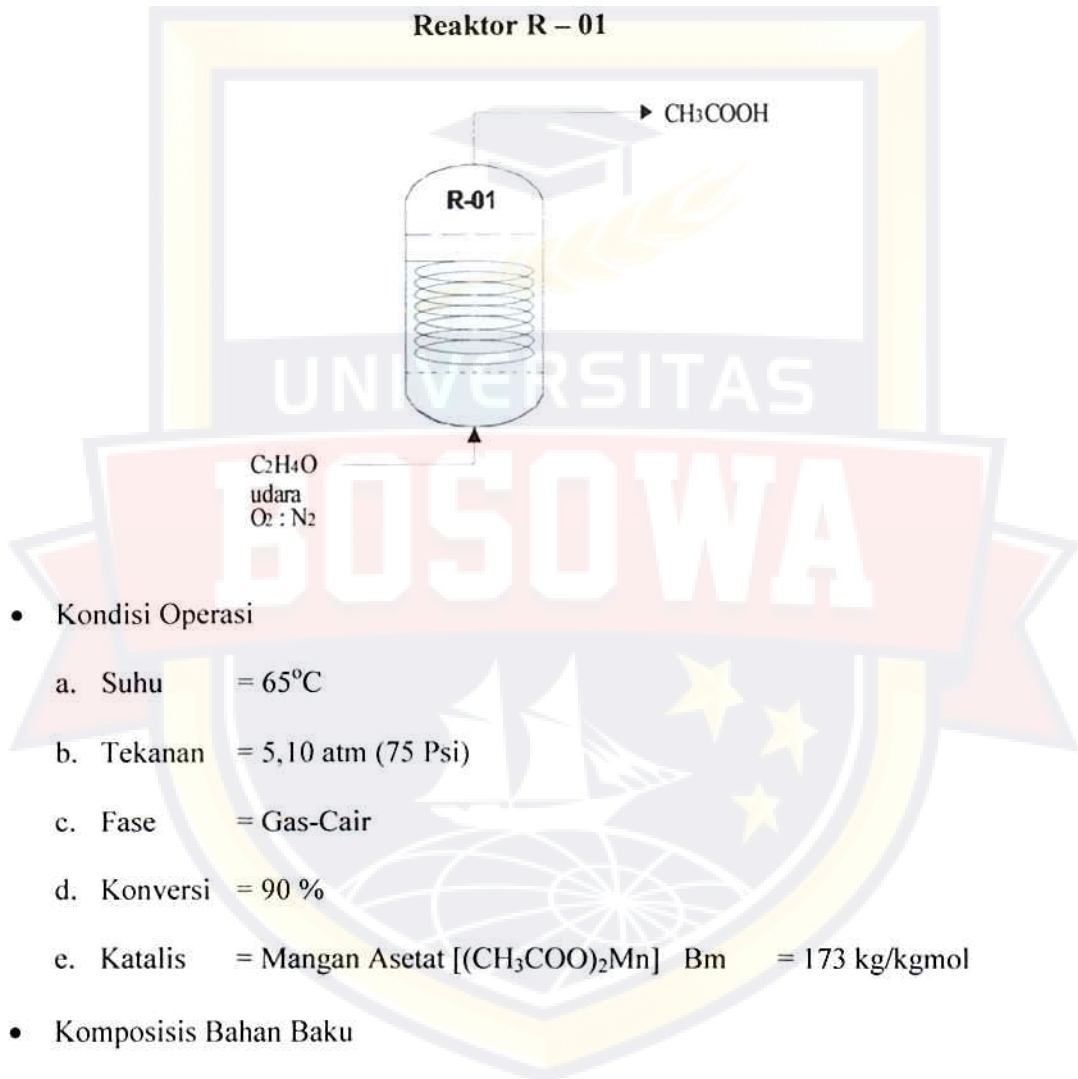 Reaktor R – 01
CH₃COOH
R-01
C₂H₄O
udara
O₂ : N₂
UNIVERSITAS
BOSOWA
• Kondisi Operasi
a. Suhu = 65°C
b. Tekanan = 5,10 atm (75 Psi)
c. Fase = Gas-Cair
d. Konversi = 90 %
e. Katalis = Mangan Asetat [(CH₃COO)₂Mn] Bm = 173 kg/kgmol
• Komposisis Bahan Baku